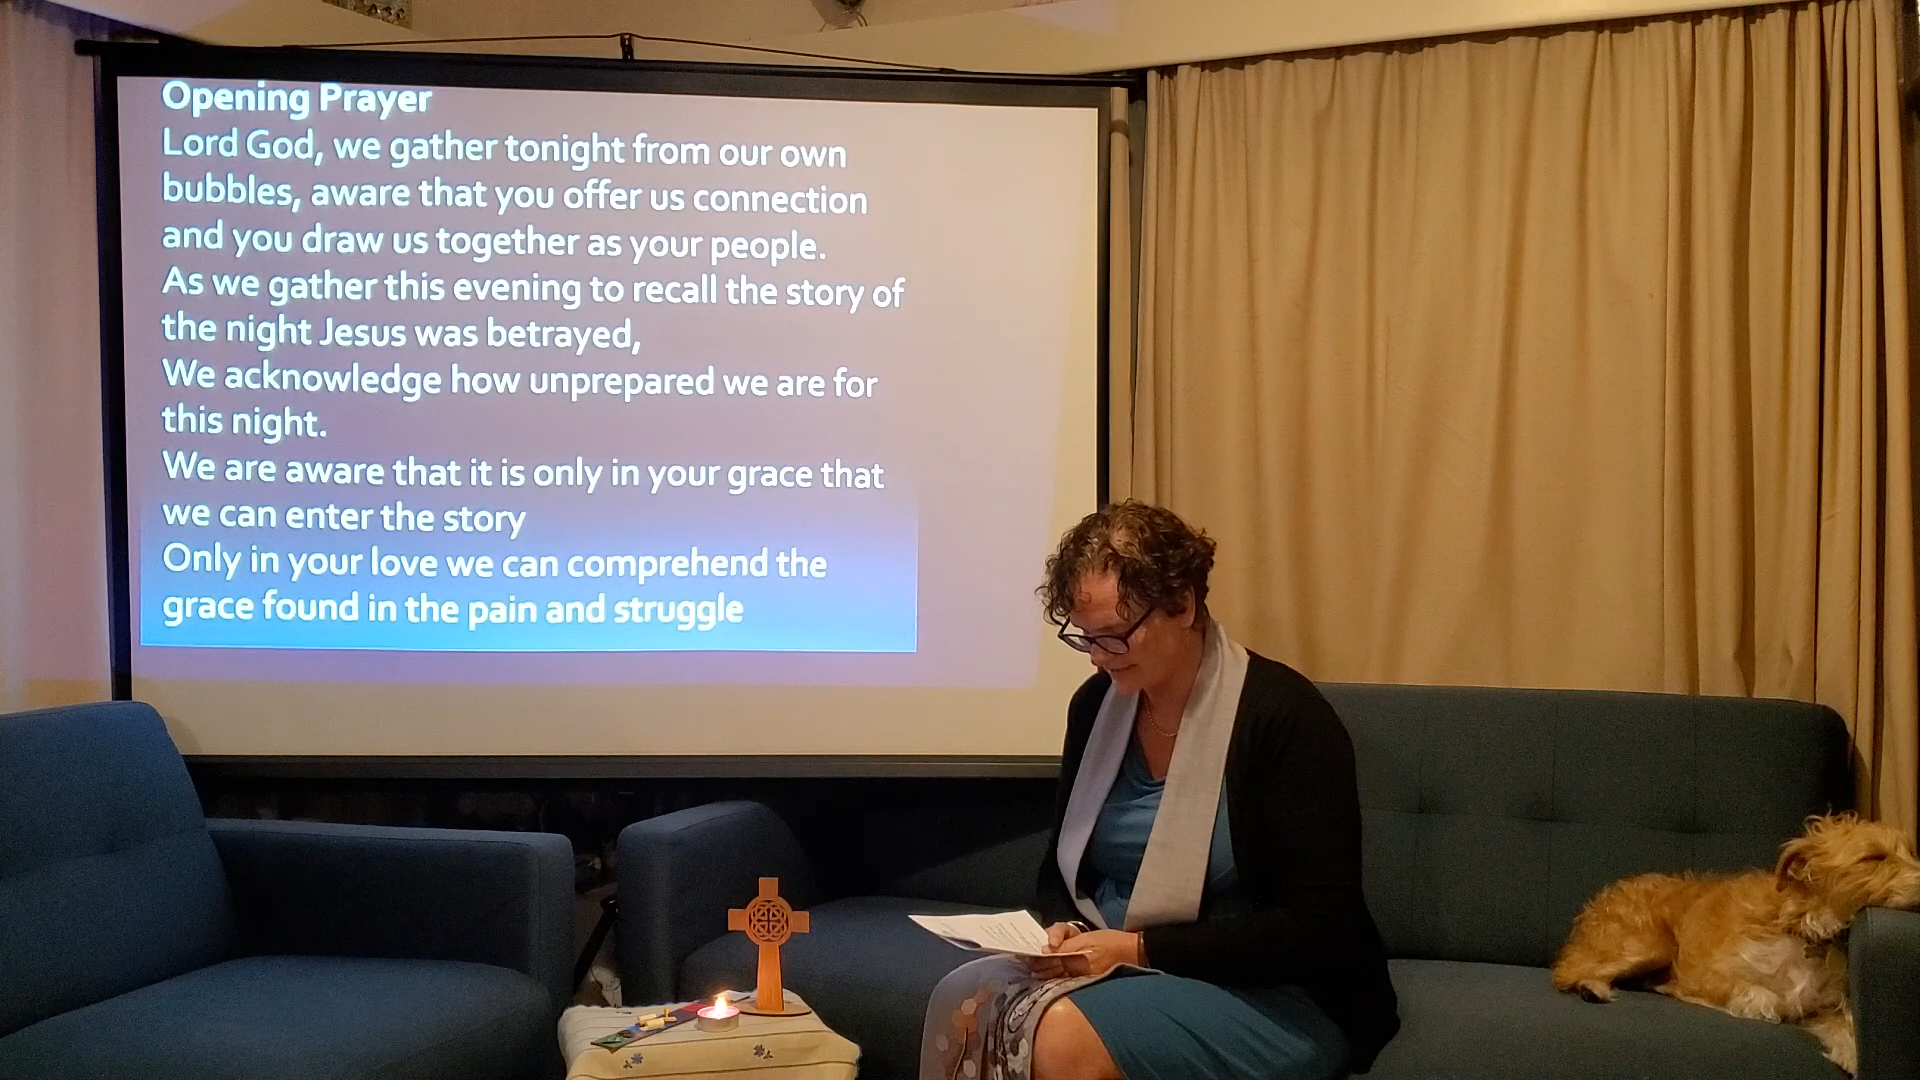 Opening Prayer
Lord God, we gather tonight from our own
bubbles, aware that you offer us connection
and you draw us together as your people.
As we gather this evening to recall the story of
the night Jesus was betrayed,
We acknowledge how unprepared we are for
this night.
We are aware that it is only in your grace that
we can enter the story
Only in your love we can comprehend the
grace found in the pain and struggle